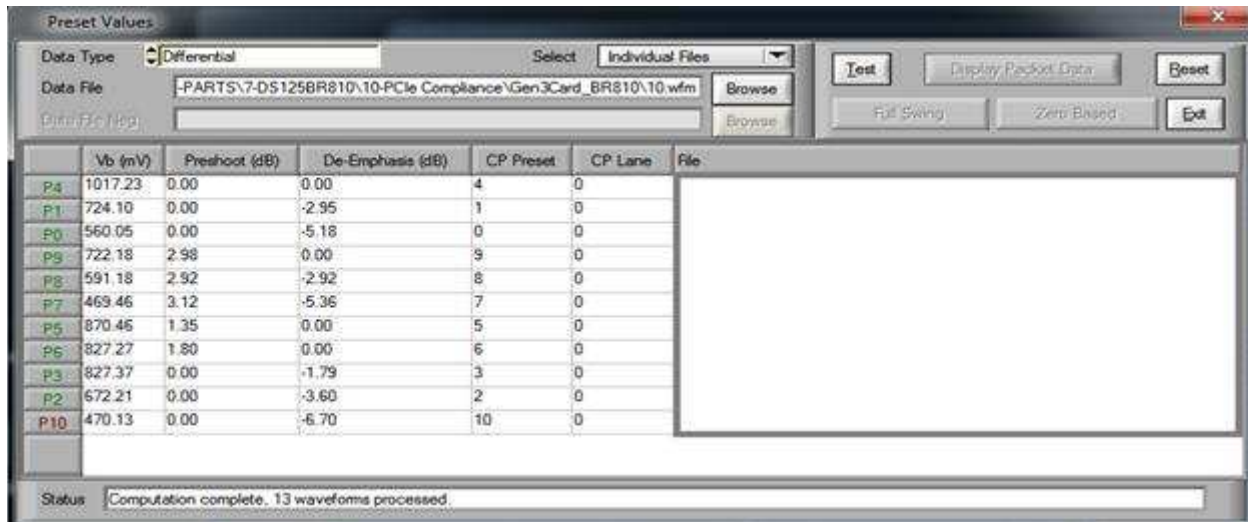 Preset Values
Data Type Differential Select Individual Files
Test Display Packet Data Reset
Data File -PARTS\7-DS125BR810\10-PCIe Compliance\Gen3Card_BR810\10.wfm Browse
Data File Neg Browse
Full Swing Zero Based Exit
Vb (mV) Preshoot (dB) De-Emphasis (dB) CP Preset CP Lane File
P4 1017.23 0.00 0.00 4 0
P1 724.10 0.00 -2.95 1 0
P0 560.05 0.00 -5.18 0 0
P9 722.18 2.98 0.00 9 0
P8 591.18 2.92 -2.92 8 0
P7 469.46 3.12 -5.36 7 0
P5 870.46 1.35 0.00 5 0
P6 827.27 1.80 0.00 6 0
P3 827.37 0.00 -1.79 3 0
P2 672.21 0.00 -3.60 2 0
P10 470.13 0.00 -6.70 10 0
Status Computation complete, 13 waveforms processed.